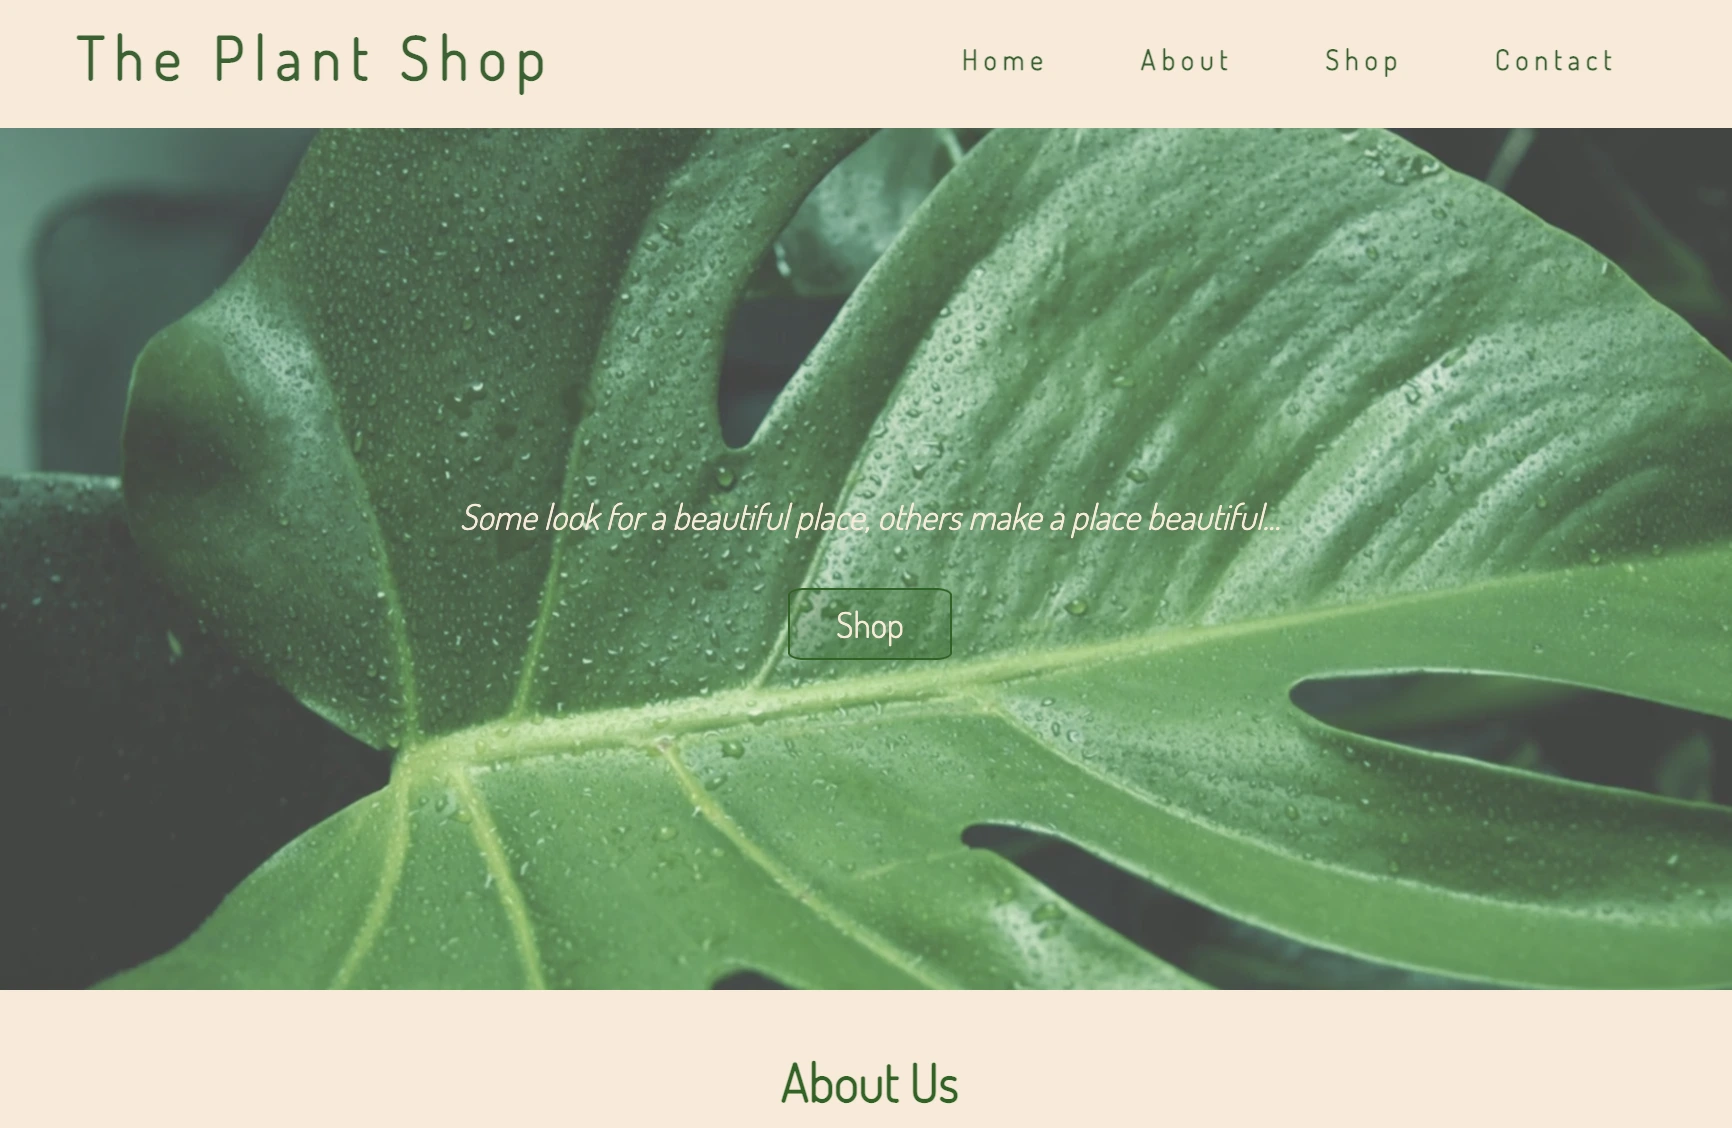 The Plant Shop
Home About Shop Contact
Some look for a beautiful place, others make a place beautiful...
Shop
About Us